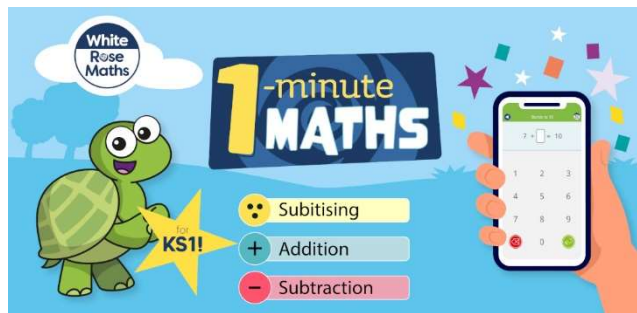 White
Rose
Maths
1-minute
MATHS
for
KS1!
Subitising
+ Addition
− Subtraction
7 + = 10
1 2 3
4 5 6
7 8 9
0